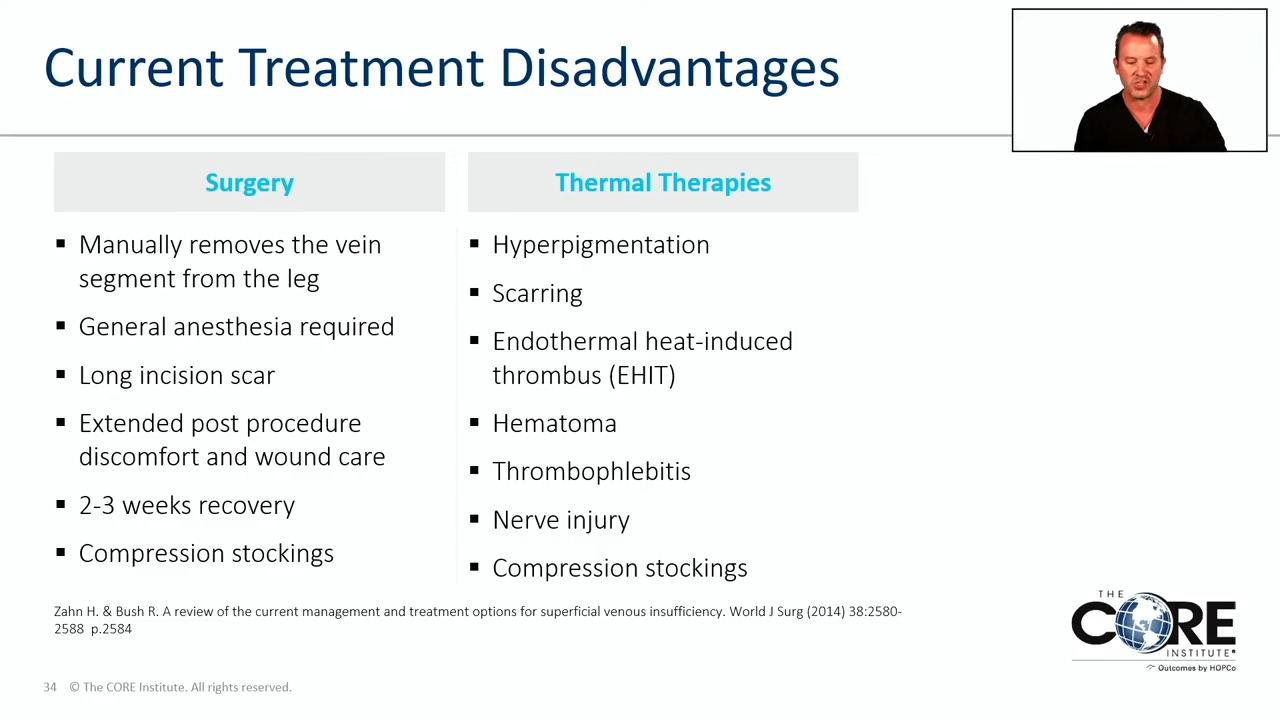 Current Treatment Disadvantages
Surgery
▪ Manually removes the vein
segment from the leg
▪ General anesthesia required
▪ Long incision scar
▪ Extended post procedure
discomfort and wound care
▪ 2-3 weeks recovery
▪ Compression stockings
Thermal Therapies
▪ Hyperpigmentation
▪ Scarring
▪ Endothermal heat-induced
thrombus (EHIT)
▪ Hematoma
▪ Thrombophlebitis
▪ Nerve injury
▪ Compression stockings
Zahn H. & Bush R. A review of the current management and treatment options for superficial venous insufficiency. World J Surg (2014) 38:2580-
2588 p.2584
THE
CORE
INSTITUTE®
Outcomes by HOPCo
34 © The CORE Institute. All rights reserved.